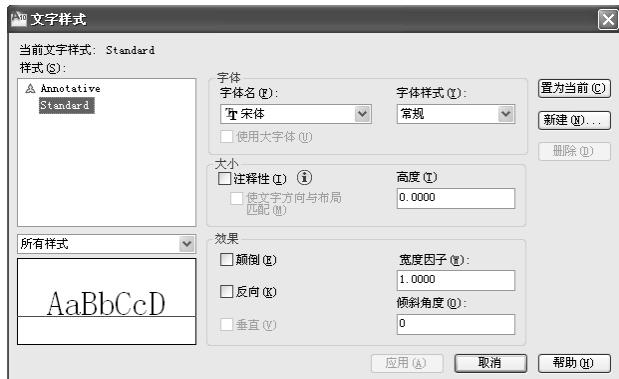 文字样式
当前文字样式: Standard
样式(S):
Annotative
Standard
所有样式
AaBbCcD
字体
字体名(F):
宋体
使用大字体(U)
字体样式(Y):
常规
大小
注释性(I)
使文字方向与布局
匹配(M)
高度(T)
0.0000
效果
颠倒(E)
反向(K)
垂直(V)
宽度因子(W):
1.0000
倾斜角度(O):
0
置为当前(C)
新建(N)...
删除(D)
应用(A)
取消
帮助(H)